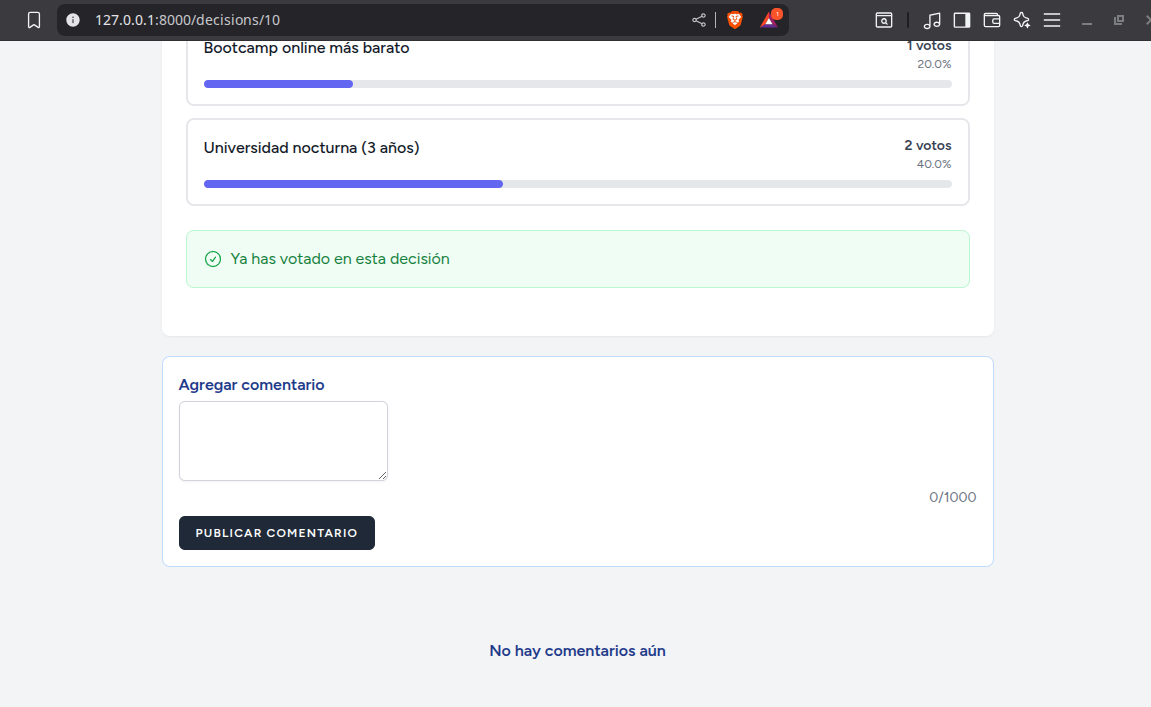 127.0.0.1:8000/decisions/10
1
Bootcamp online más barato
1 votos
20.0%
Universidad nocturna (3 años)
2 votos
40.0%
Ya has votado en esta decisión
Agregar comentario
0/1000
PUBLICAR COMENTARIO
No hay comentarios aún